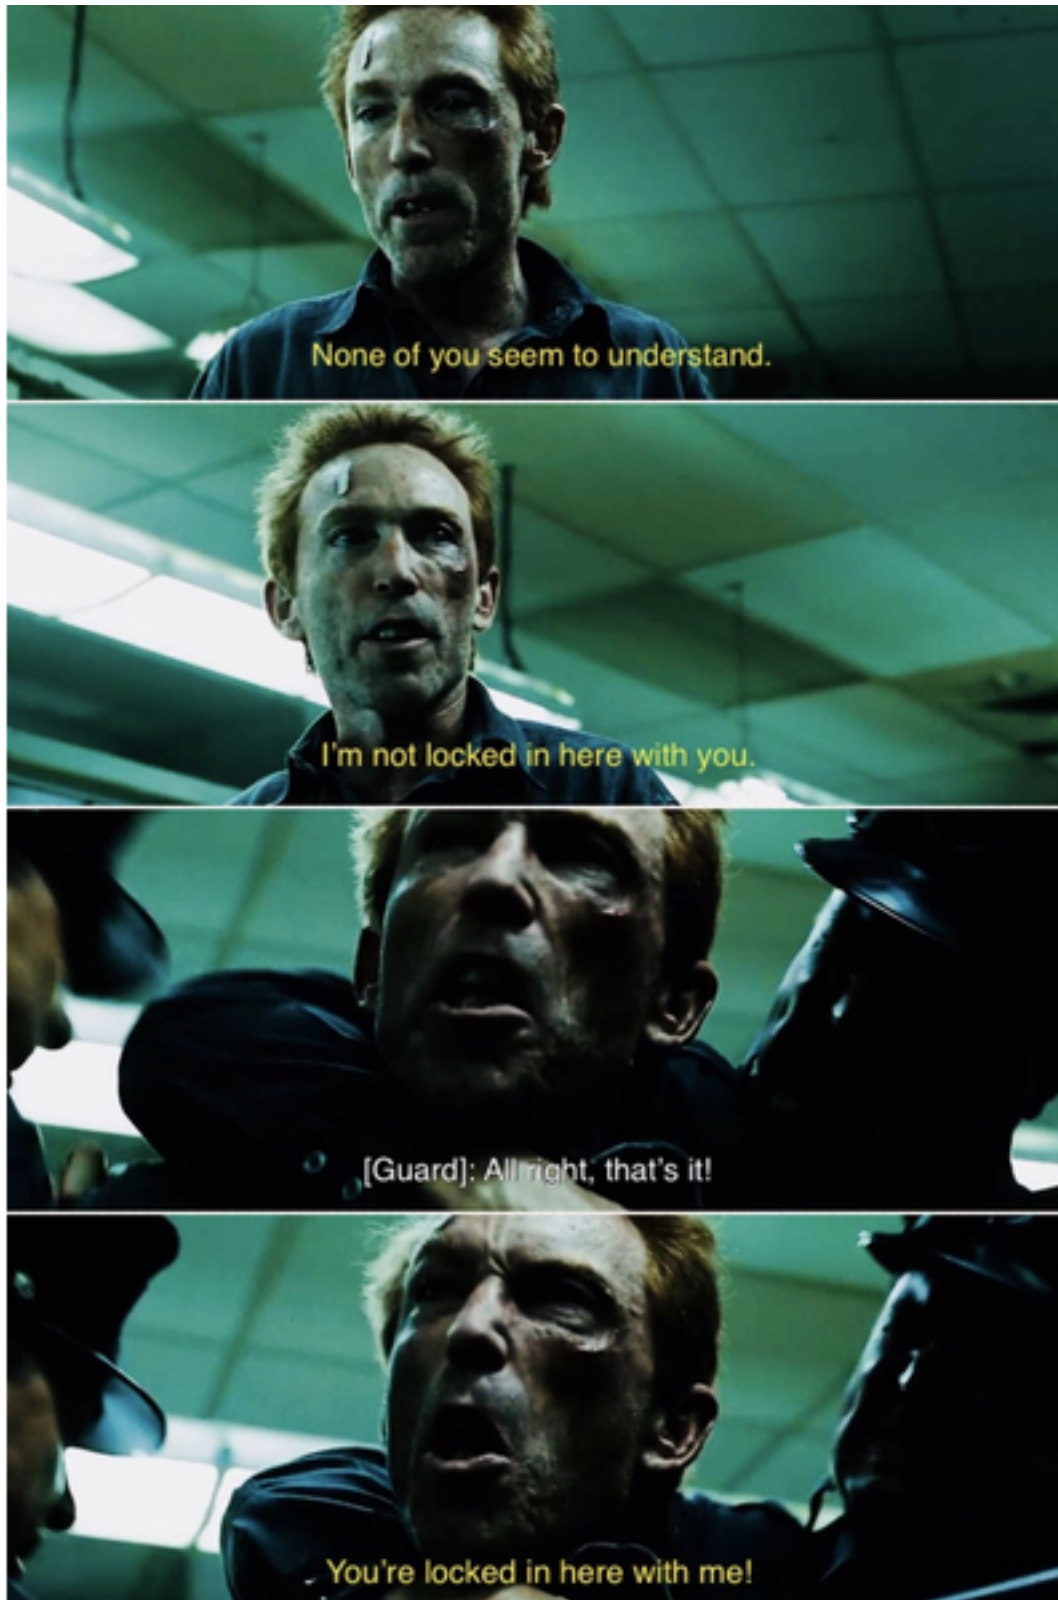 None of you seem to understand.
I'm not locked in here with you.
[Guard]: All right, that's it!
You're locked in here with me!